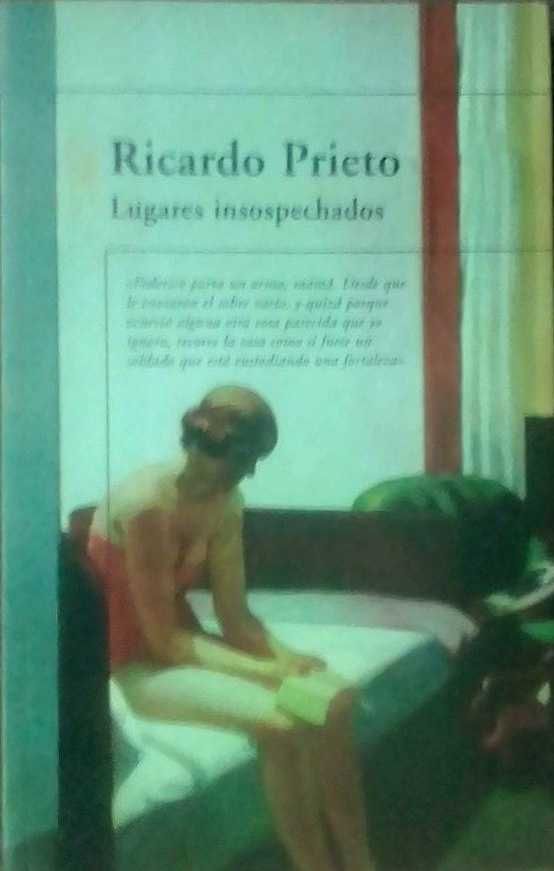 Ricardo Prieto
Lugares insospechados
«Federico porta un arma, mamá. Desde que
le enviaron el sobre vacío, y quizá porque
ocurrió alguna otra cosa parecida que yo
ignoro, recorre la casa como si fuese un
soldado que está custodiando una fortaleza»